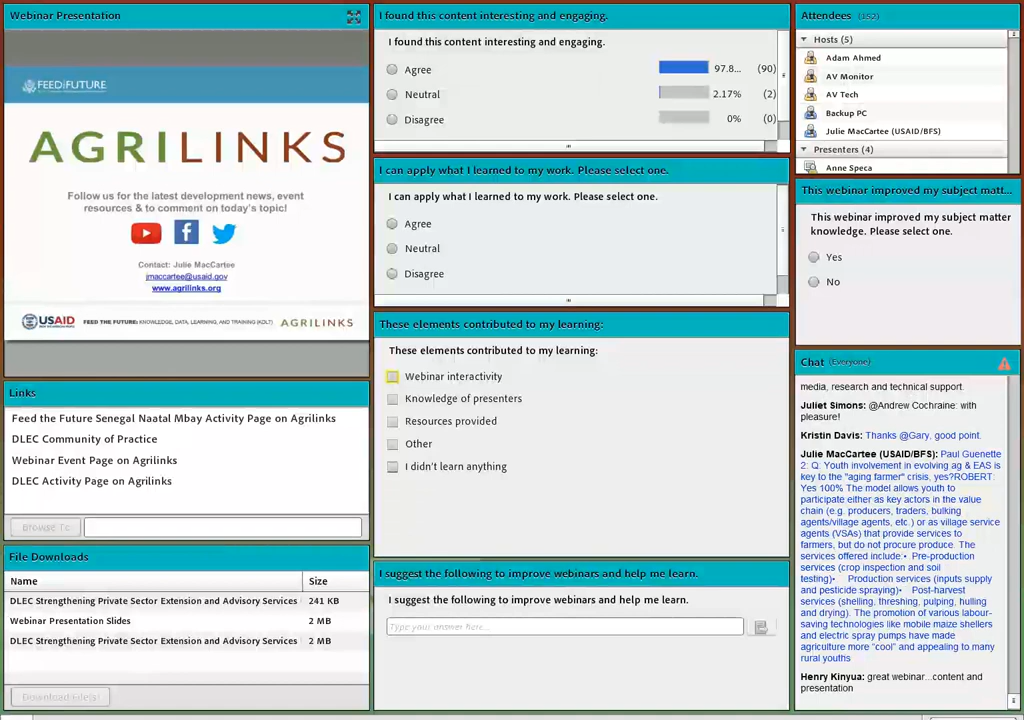 Webinar Presentation
FEED FUTURE
AGRILINKS
Follow us for the latest development news, event
resources & to comment on today's topic!
Contact: Julie MacCartee
jmaccartee@usaid.gov
www.agrilinks.org
USAID
FEED THE FUTURE: KNOWLEDGE, DATA, LEARNING, AND TRAINING (KDLT)
AGRILINKS
Links
Feed the Future Senegal Naatal Mbay Activity Page on Agrilinks
DLEC Community of Practice
Webinar Event Page on Agrilinks
DLEC Activity Page on Agrilinks
Browse To
File Downloads
Name Size
DLEC Strengthening Private Sector Extension and Advisory Services 241 KB
Webinar Presentation Slides 2 MB
DLEC Strengthening Private Sector Extension and Advisory Services 2 MB
Download File(s)
I found this content interesting and engaging.
I found this content interesting and engaging.
Agree 97.8... (90)
Neutral 2.17% (2)
Disagree 0% (0)
I can apply what I learned to my work. Please select one.
I can apply what I learned to my work. Please select one.
Agree
Neutral
Disagree
These elements contributed to my learning:
These elements contributed to my learning:
Webinar interactivity
Knowledge of presenters
Resources provided
Other
I didn't learn anything
I suggest the following to improve webinars and help me learn.
I suggest the following to improve webinars and help me learn.
Type your answer here...
Attendees (152)
Hosts (5)
Adam Ahmed
AV Monitor
AV Tech
Backup PC
Julie MacCartee (USAID/BFS)
Presenters (4)
Anne Speca
This webinar improved my subject matt...
This webinar improved my subject matter
knowledge. Please select one.
Yes
No
Chat (Everyone)
media, research and technical support.
Juliet Simons: @Andrew Cochraine: with
pleasure!
Kristin Davis: Thanks @Gary, good point.
Julie MacCartee (USAID/BFS): Paul Guenette
2: Q: Youth involvement in evolving ag & EAS is
key to the "aging farmer" crisis, yes?ROBERT:
Yes 100% The model allows youth to
participate either as key actors in the value
chain (e.g. producers, traders, bulking
agents/village agents, etc.) or as village service
agents (VSAs) that provide services to
farmers, but do not procure produce. The
services offered include:• Pre-production
services (crop inspection and soil
testing)• Production services (inputs supply
and pesticide spraying)• Post-harvest
services (shelling, threshing, pulping, hulling
and drying). The promotion of various labour-
saving technologies like mobile maize shellers
and electric spray pumps have made
agriculture more "cool" and appealing to many
rural youths
Henry Kinyua: great webinar...content and
presentation